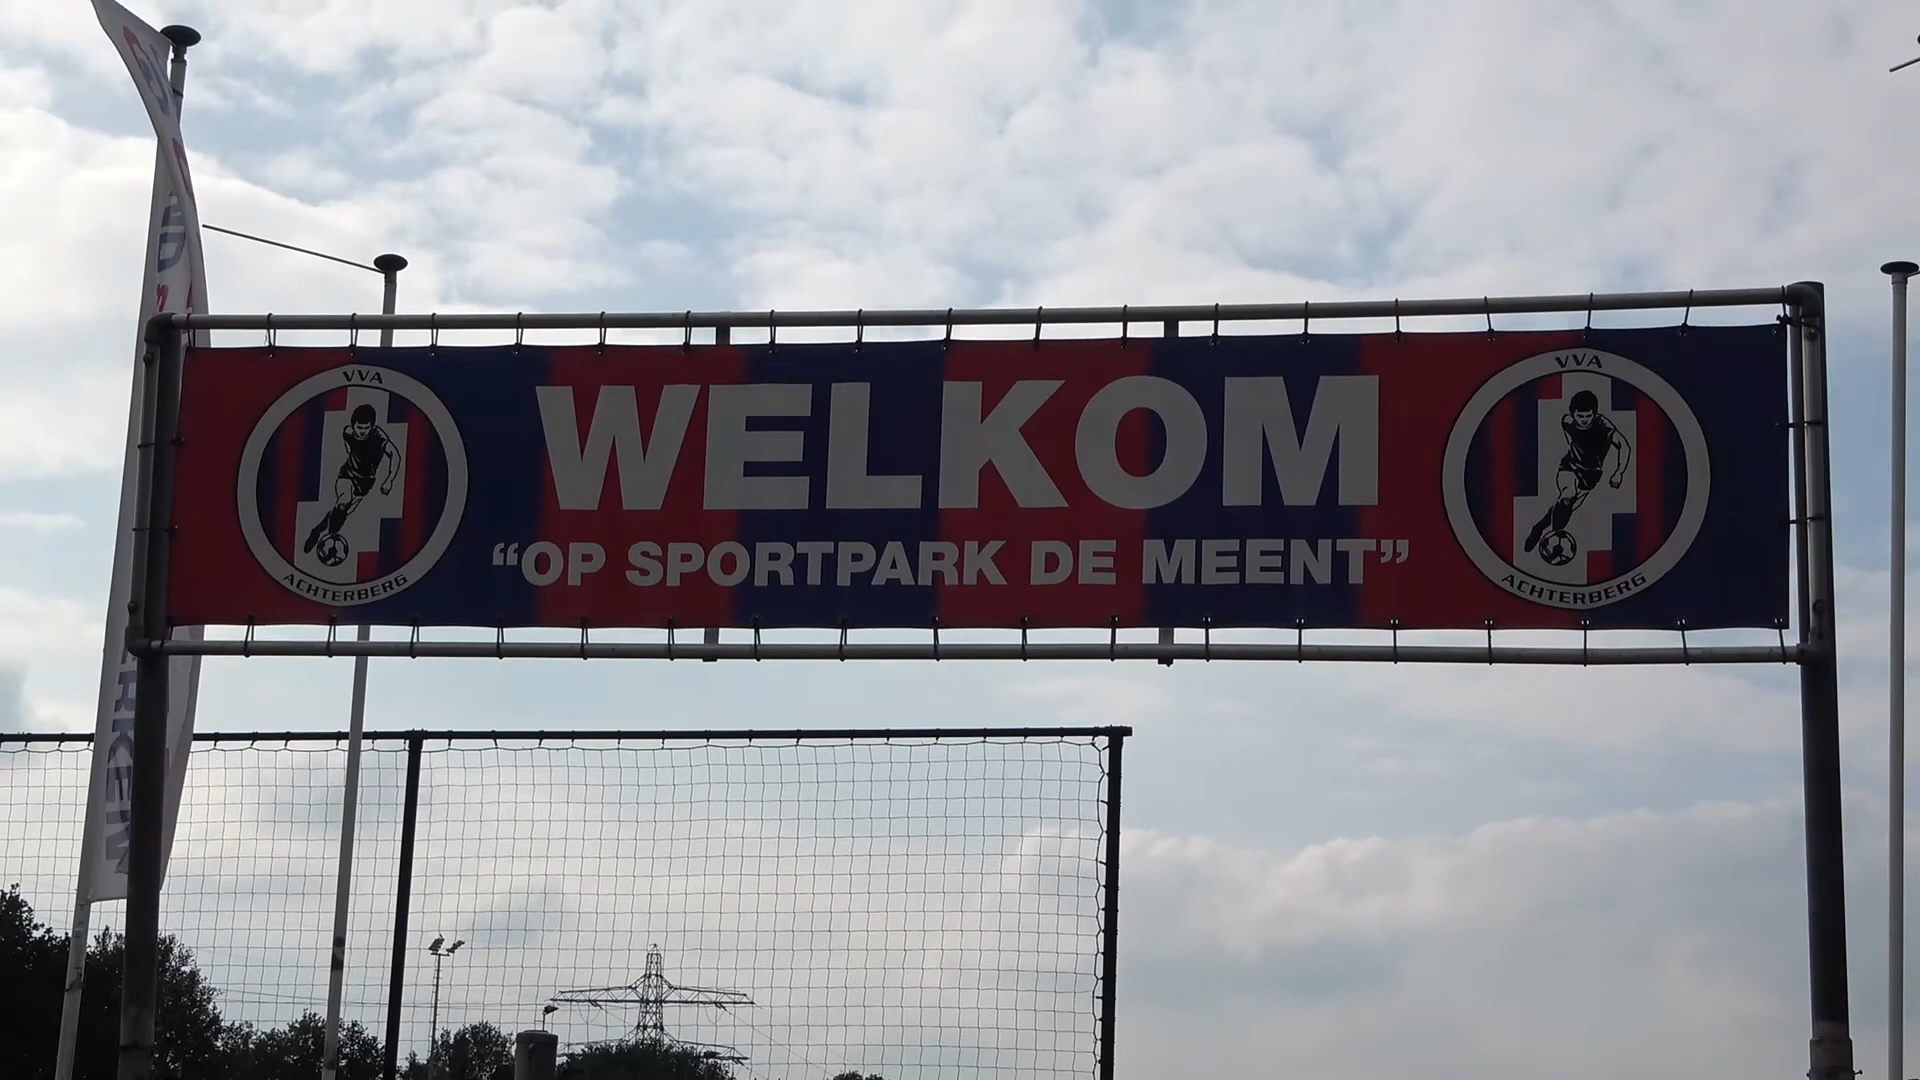 VVA
ACHTERBERG
WELKOM
“OP SPORTPARK DE MEENT”
VVA
ACHTERBERG